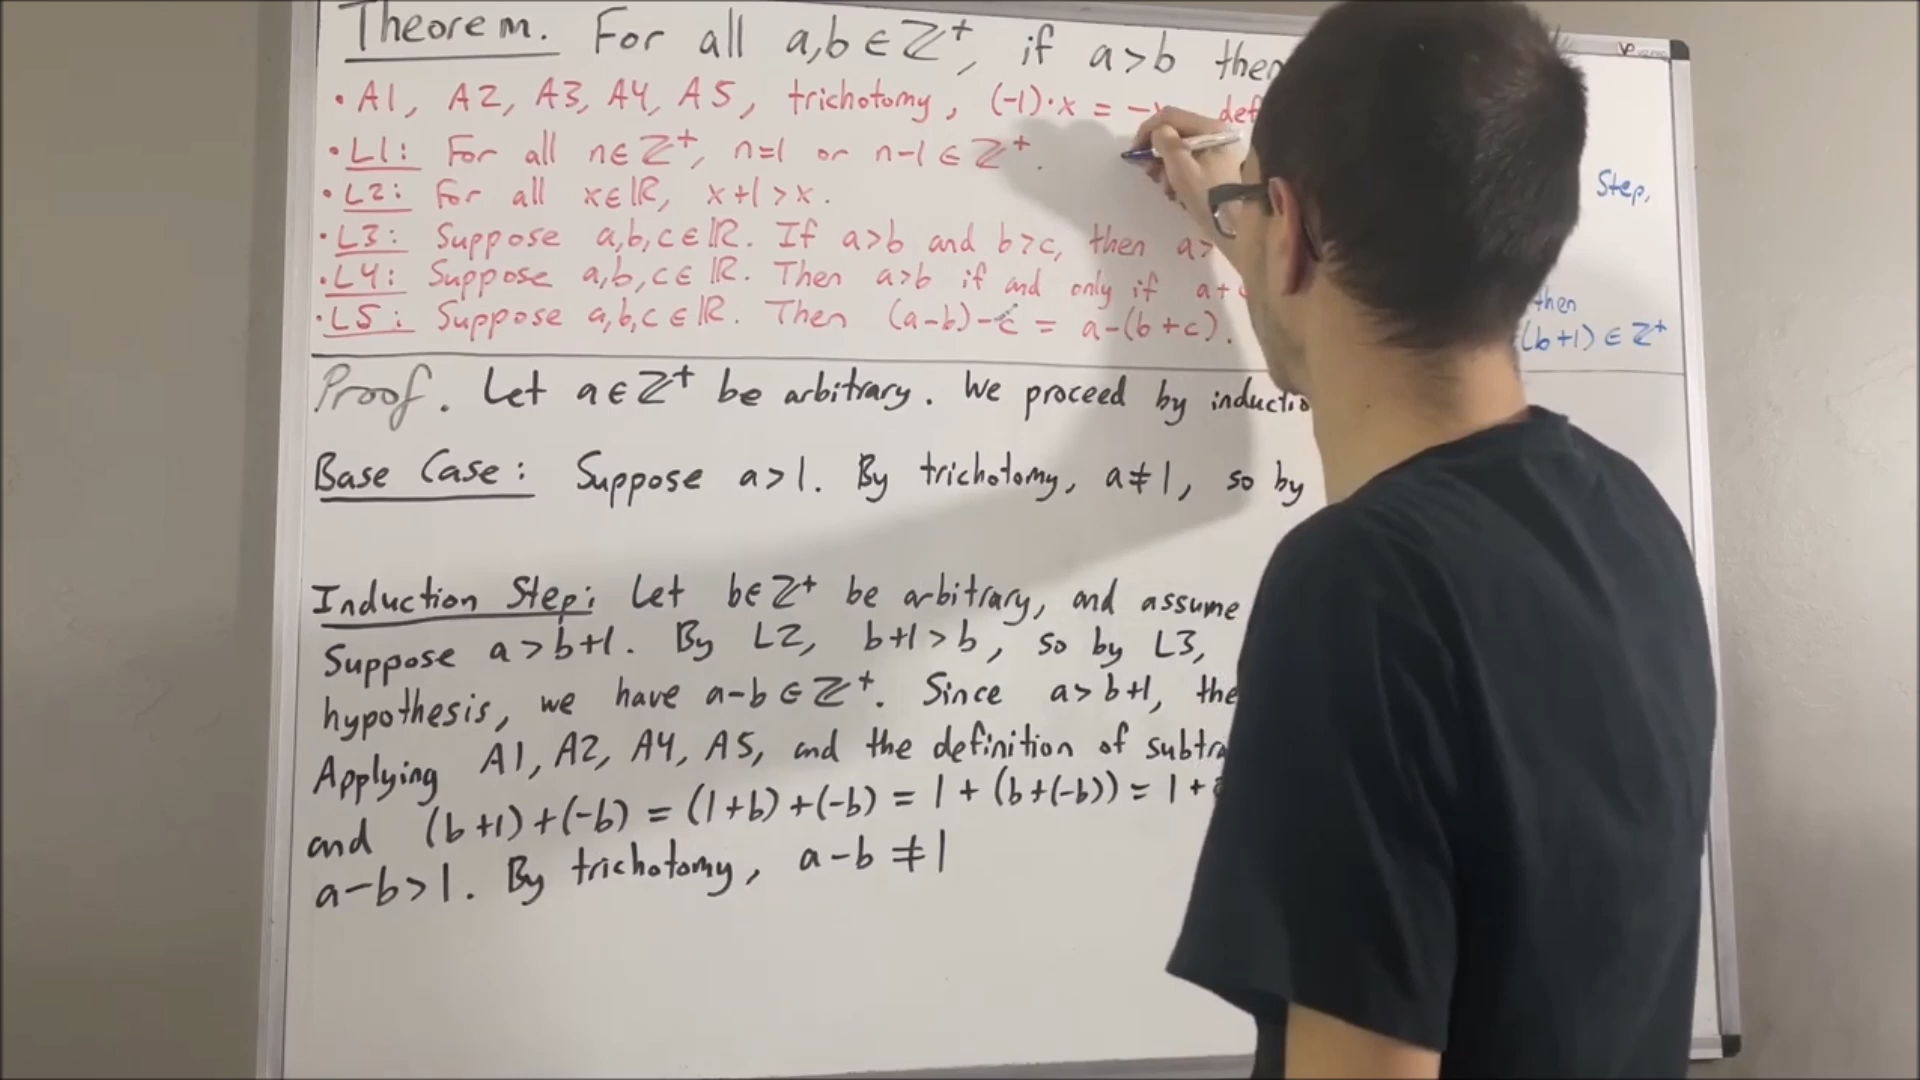 Theorem. For all a,b ∈ ℤ⁺, if a>b then
• A1, A2, A3, A4, A5, trichotomy, (-1)·x = -x def
• L1: For all n∈ℤ⁺, n=1 or n-1 ∈ ℤ⁺.
Step,
• L2: For all x∈ℝ, x+1>x.
• L3: Suppose a,b,c∈ℝ. If a>b and b>c, then a>
• L4: Suppose a,b,c∈ℝ. Then a>b if and only if a+
then
• L5: Suppose a,b,c∈ℝ. Then (a-b)-c = a-(b+c).
(b+1) ∈ ℤ⁺
Proof. Let a∈ℤ⁺ be arbitrary. We proceed by inductio
Base Case: Suppose a>1. By trichotomy, a≠1, so by
Induction Step: Let b∈ℤ⁺ be arbitrary, and assume
Suppose a>b+1. By L2, b+1>b, so by L3,
hypothesis, we have a-b∈ℤ⁺. Since a>b+1, the
Applying A1, A2, A4, A5, and the definition of subtra
and (b+1)+(-b) = (1+b)+(-b) = 1+(b+(-b)) = 1+
a-b>1. By trichotomy, a-b≠1